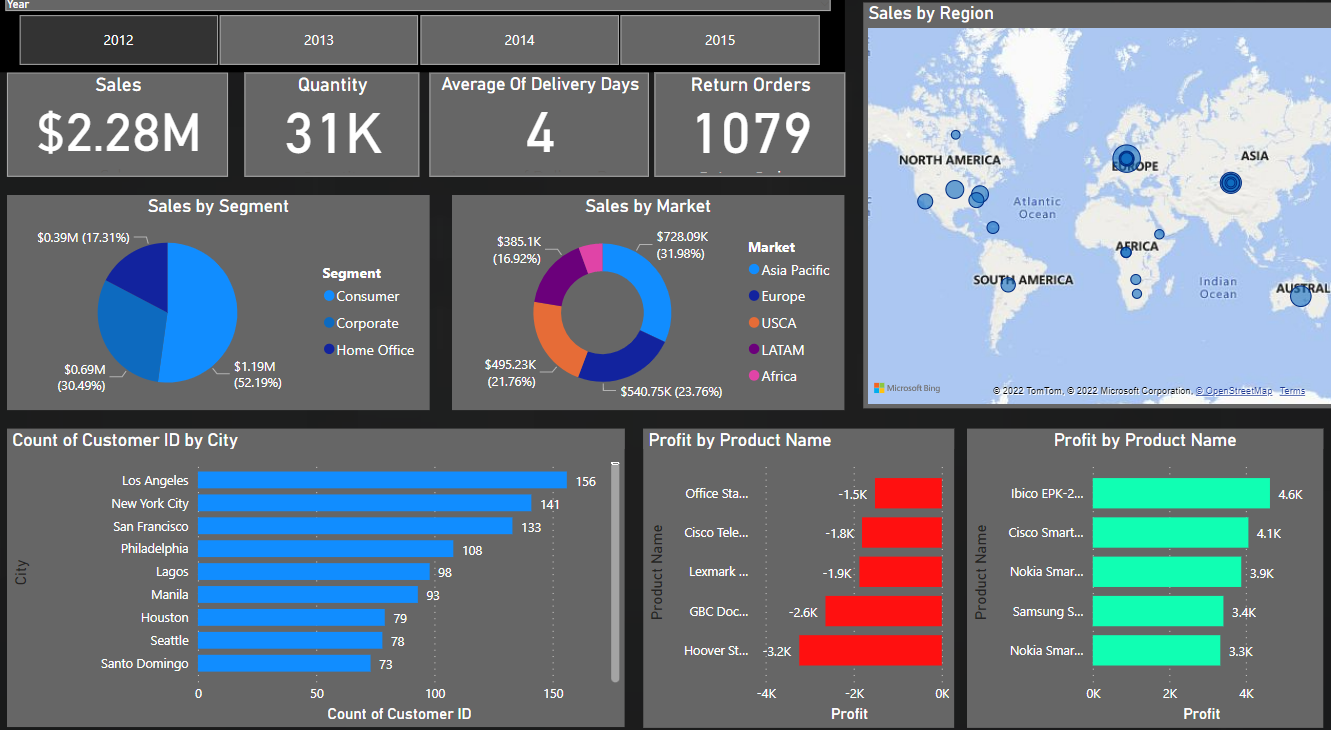 Year
2012
2013
2014
2015
Sales
$2.28M
Quantity
31K
Average Of Delivery Days
4
Return Orders
1079
Sales by Region
NORTH AMERICA
EUROPE
ASIA
Atlantic
Ocean
AFRICA
SOUTH AMERICA
Indian
Ocean
AUSTRAL
Microsoft Bing
© 2022 TomTom, © 2022 Microsoft Corporation, © OpenStreetMap Terms
Sales by Segment
$0.39M (17.31%)
$0.69M
(30.49%)
$1.19M
(52.19%)
Segment
Consumer
Corporate
Home Office
Sales by Market
$385.1K
(16.92%)
$728.09K
(31.98%)
$495.23K
(21.76%)
$540.75K (23.76%)
Market
Asia Pacific
Europe
USCA
LATAM
Africa
Count of Customer ID by City
City
Los Angeles 156
New York City 141
San Francisco 133
Philadelphia 108
Lagos 98
Manila 93
Houston 79
Seattle 78
Santo Domingo 73
0 50 100 150
Count of Customer ID
Profit by Product Name
Product Name
Office Sta... -1.5K
Cisco Tele... -1.8K
Lexmark ... -1.9K
GBC Doc... -2.6K
Hoover St... -3.2K
-4K -2K 0K
Profit
Profit by Product Name
Product Name
Ibico EPK-2... 4.6K
Cisco Smart... 4.1K
Nokia Smar... 3.9K
Samsung S... 3.4K
Nokia Smar... 3.3K
0K 2K 4K
Profit